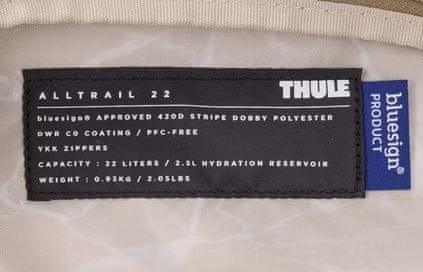 ALLTRAIL 22
THULE
bluesign® APPROVED 420D STRIPE DOBBY POLYESTER
DWR C0 COATING / PFC-FREE
YKK ZIPPERS
CAPACITY : 22 LITERS / 2.5L HYDRATION RESERVOIR
WEIGHT : 0.93KG / 2.05LBS
bluesign®
PRODUCT